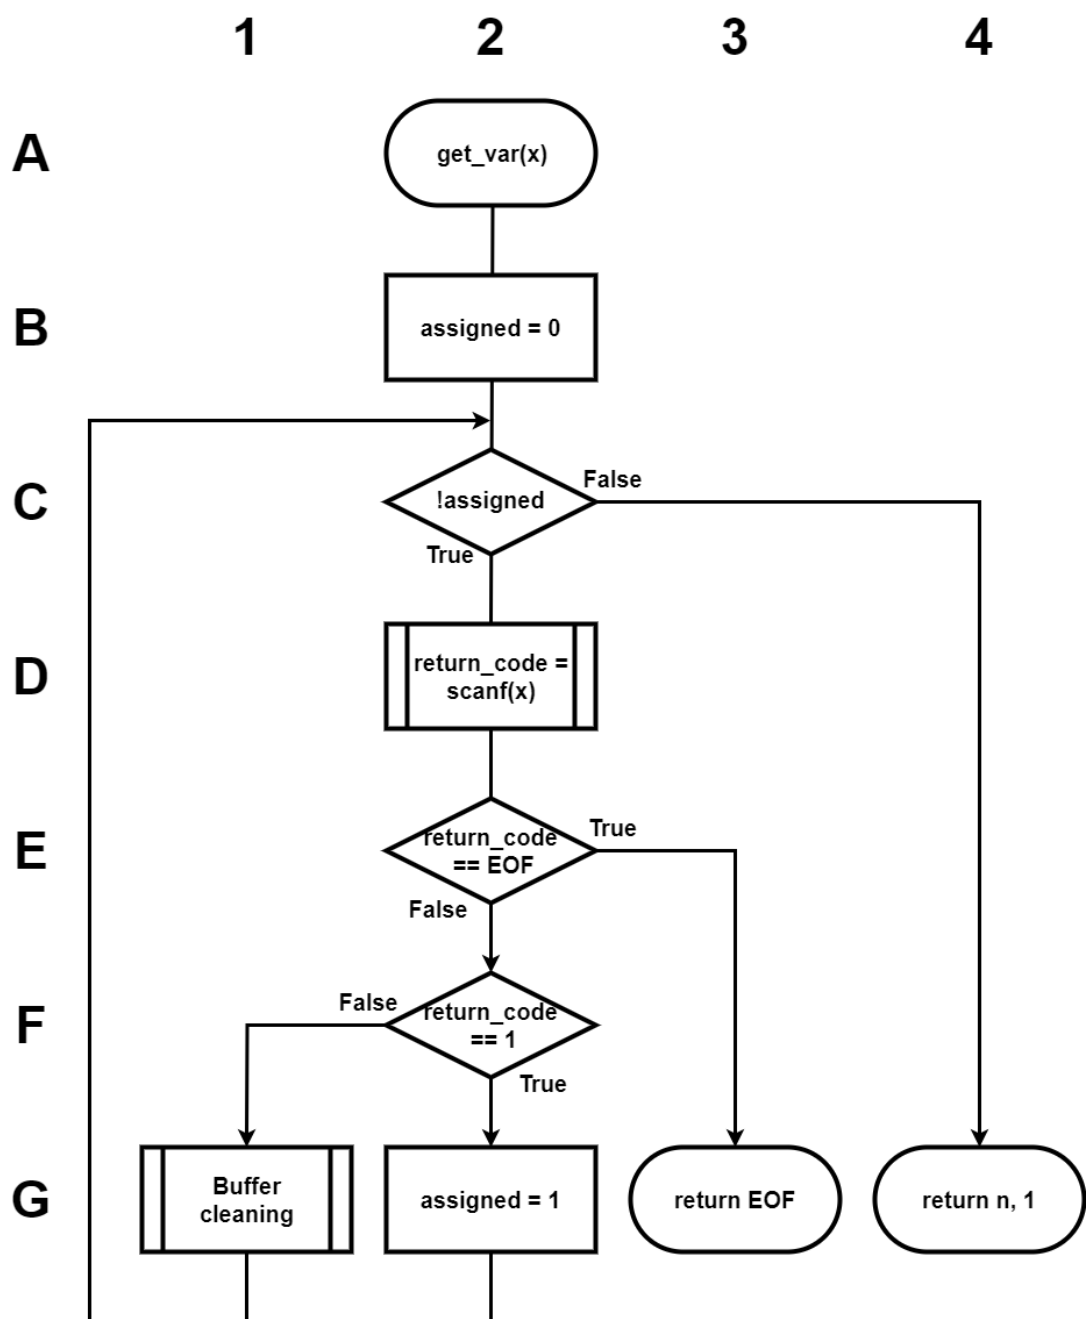 1 2 3 4
A
get_var(x)
B
assigned = 0
C
!assigned
False
True
D
return_code =
scanf(x)
E
return_code
== EOF
True
False
F
False
return_code
== 1
True
G
Buffer
cleaning
assigned = 1
return EOF
return n, 1